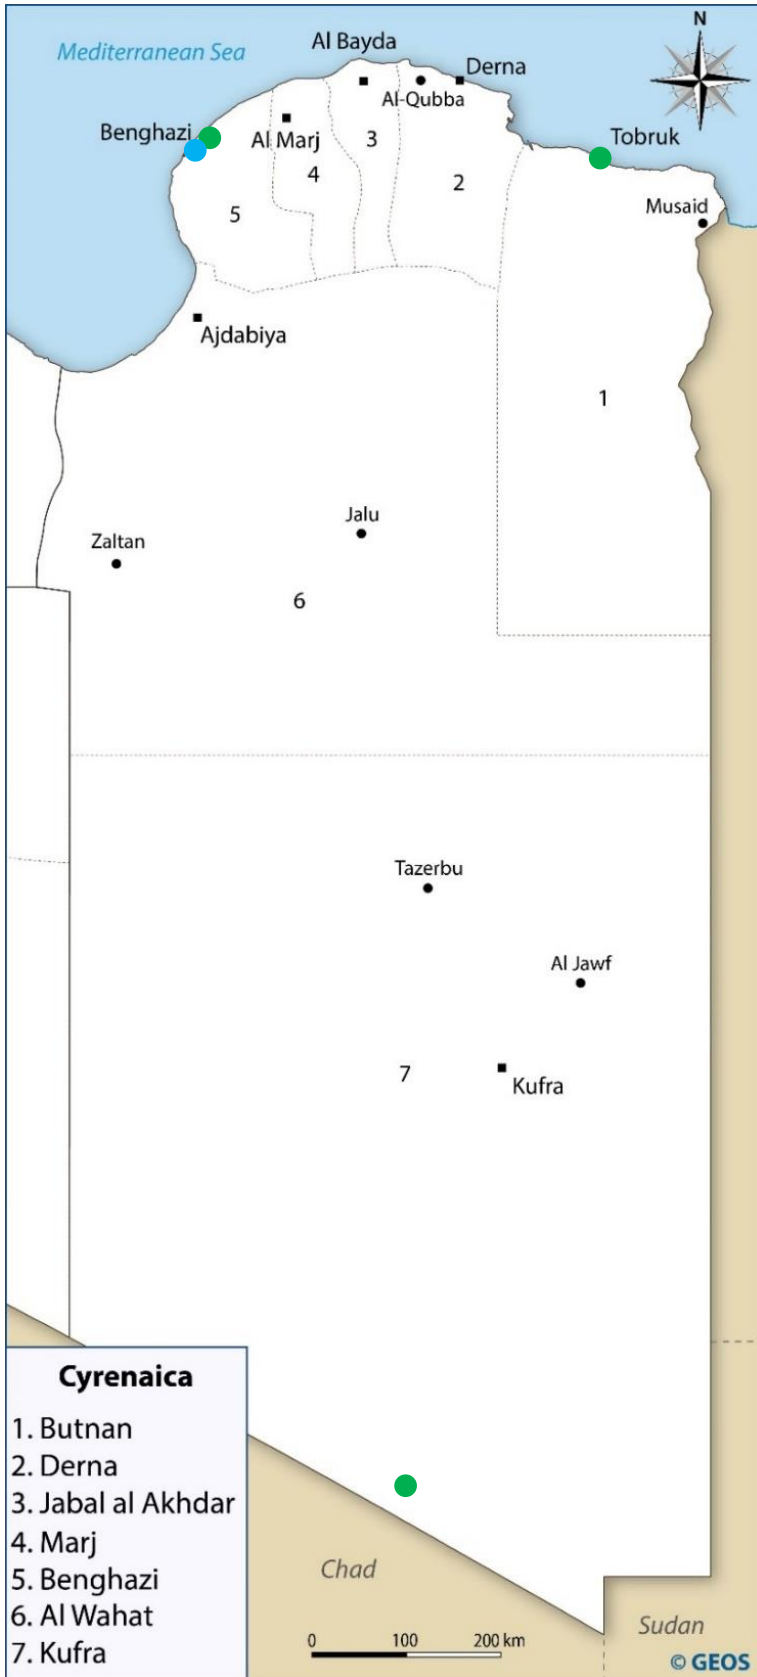 N
Mediterranean Sea
Al Bayda
Derna
Al-Qubba
Benghazi
Al Marj
3
Tobruk
4
2
5
Musaid
Ajdabiya
1
Jalu
Zaltan
6
Tazerbu
Al Jawf
7
Kufra
Cyrenaica
1. Butnan
2. Derna
3. Jabal al Akhdar
4. Marj
5. Benghazi
6. Al Wahat
7. Kufra
Chad
Sudan
0 100 200 km
© GEOS